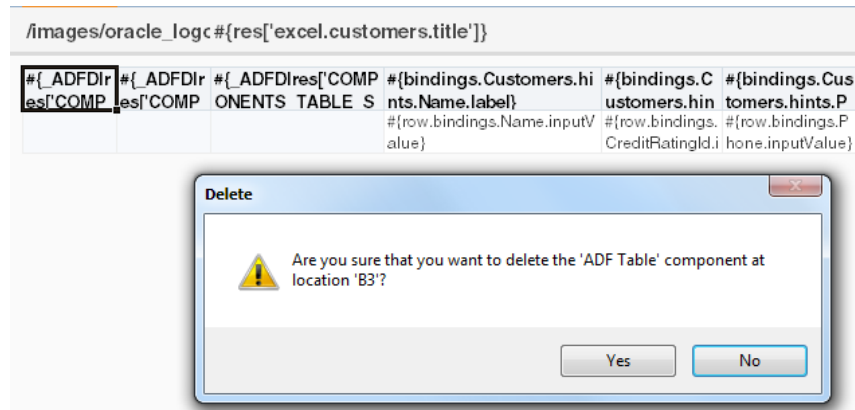 /images/oracle_logo #{res['excel.customers.title']}
#{_ADFDIr #{_ADFDIr #{_ADFDIres['COMP #{bindings.Customers.hi #{bindings.C #{bindings.Cus
es['COMP es['COMP ONENTS_TABLE_S nts.Name.label} ustomers.hin tomers.hints.P
#{row.bindings.Name.inputV #{row.bindings. #{row.bindings.P
alue} CreditRatingId.i hone.inputValue}
Delete
Are you sure that you want to delete the 'ADF Table' component at
location 'B3'?
Yes No